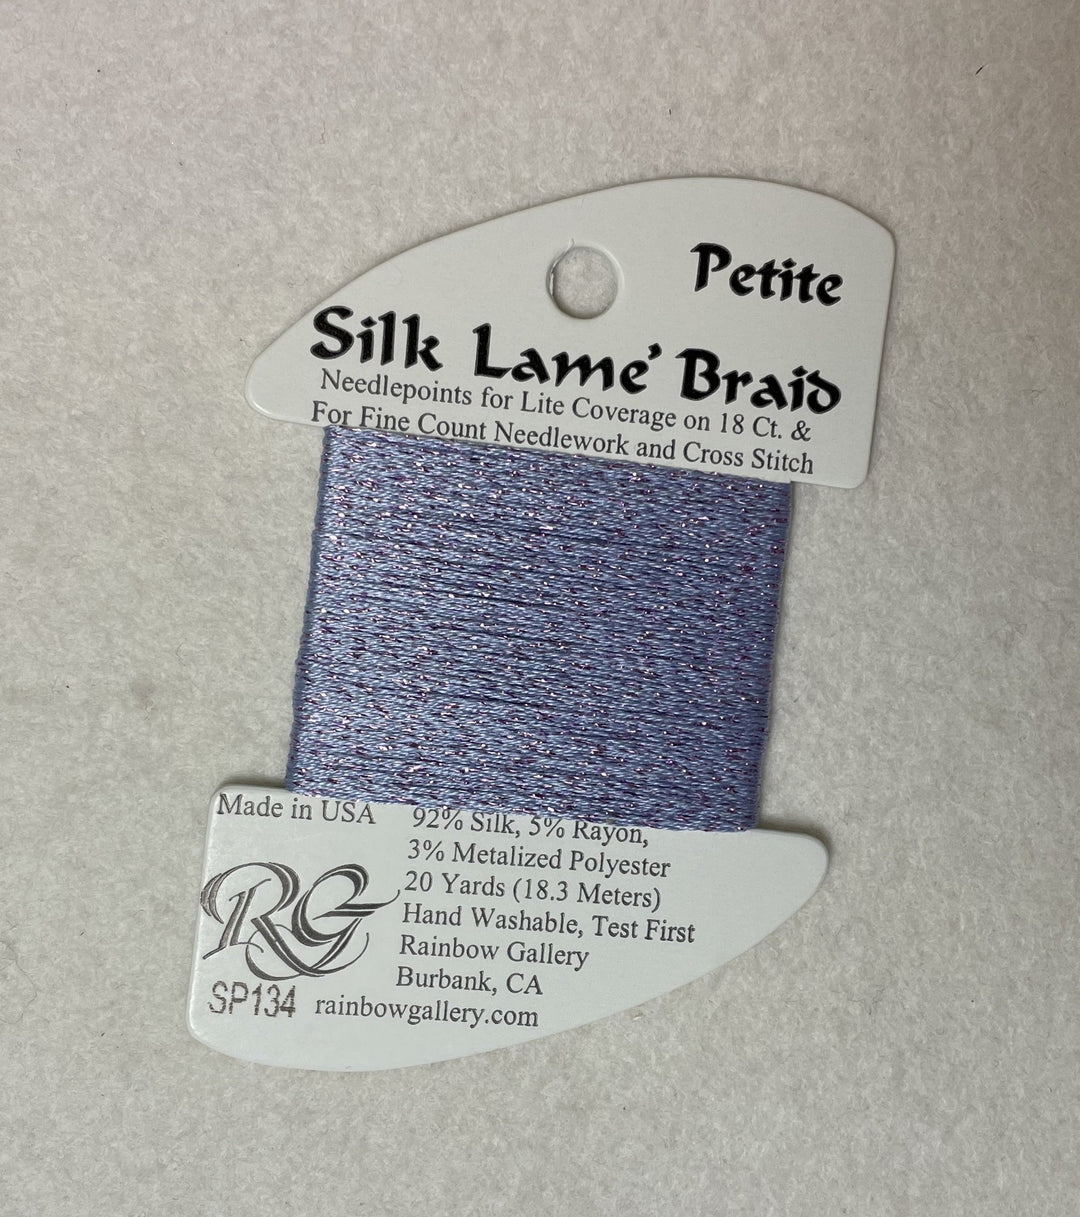 Petite
Silk Lame' Braid
Needlepoints for Lite Coverage on 18 Ct. &
For Fine Count Needlework and Cross Stitch
Made in USA
92% Silk, 5% Rayon,
3% Metalized Polyester
20 Yards (18.3 Meters)
Hand Washable, Test First
Rainbow Gallery
Burbank, CA
RG
SP134
rainbowgallery.com